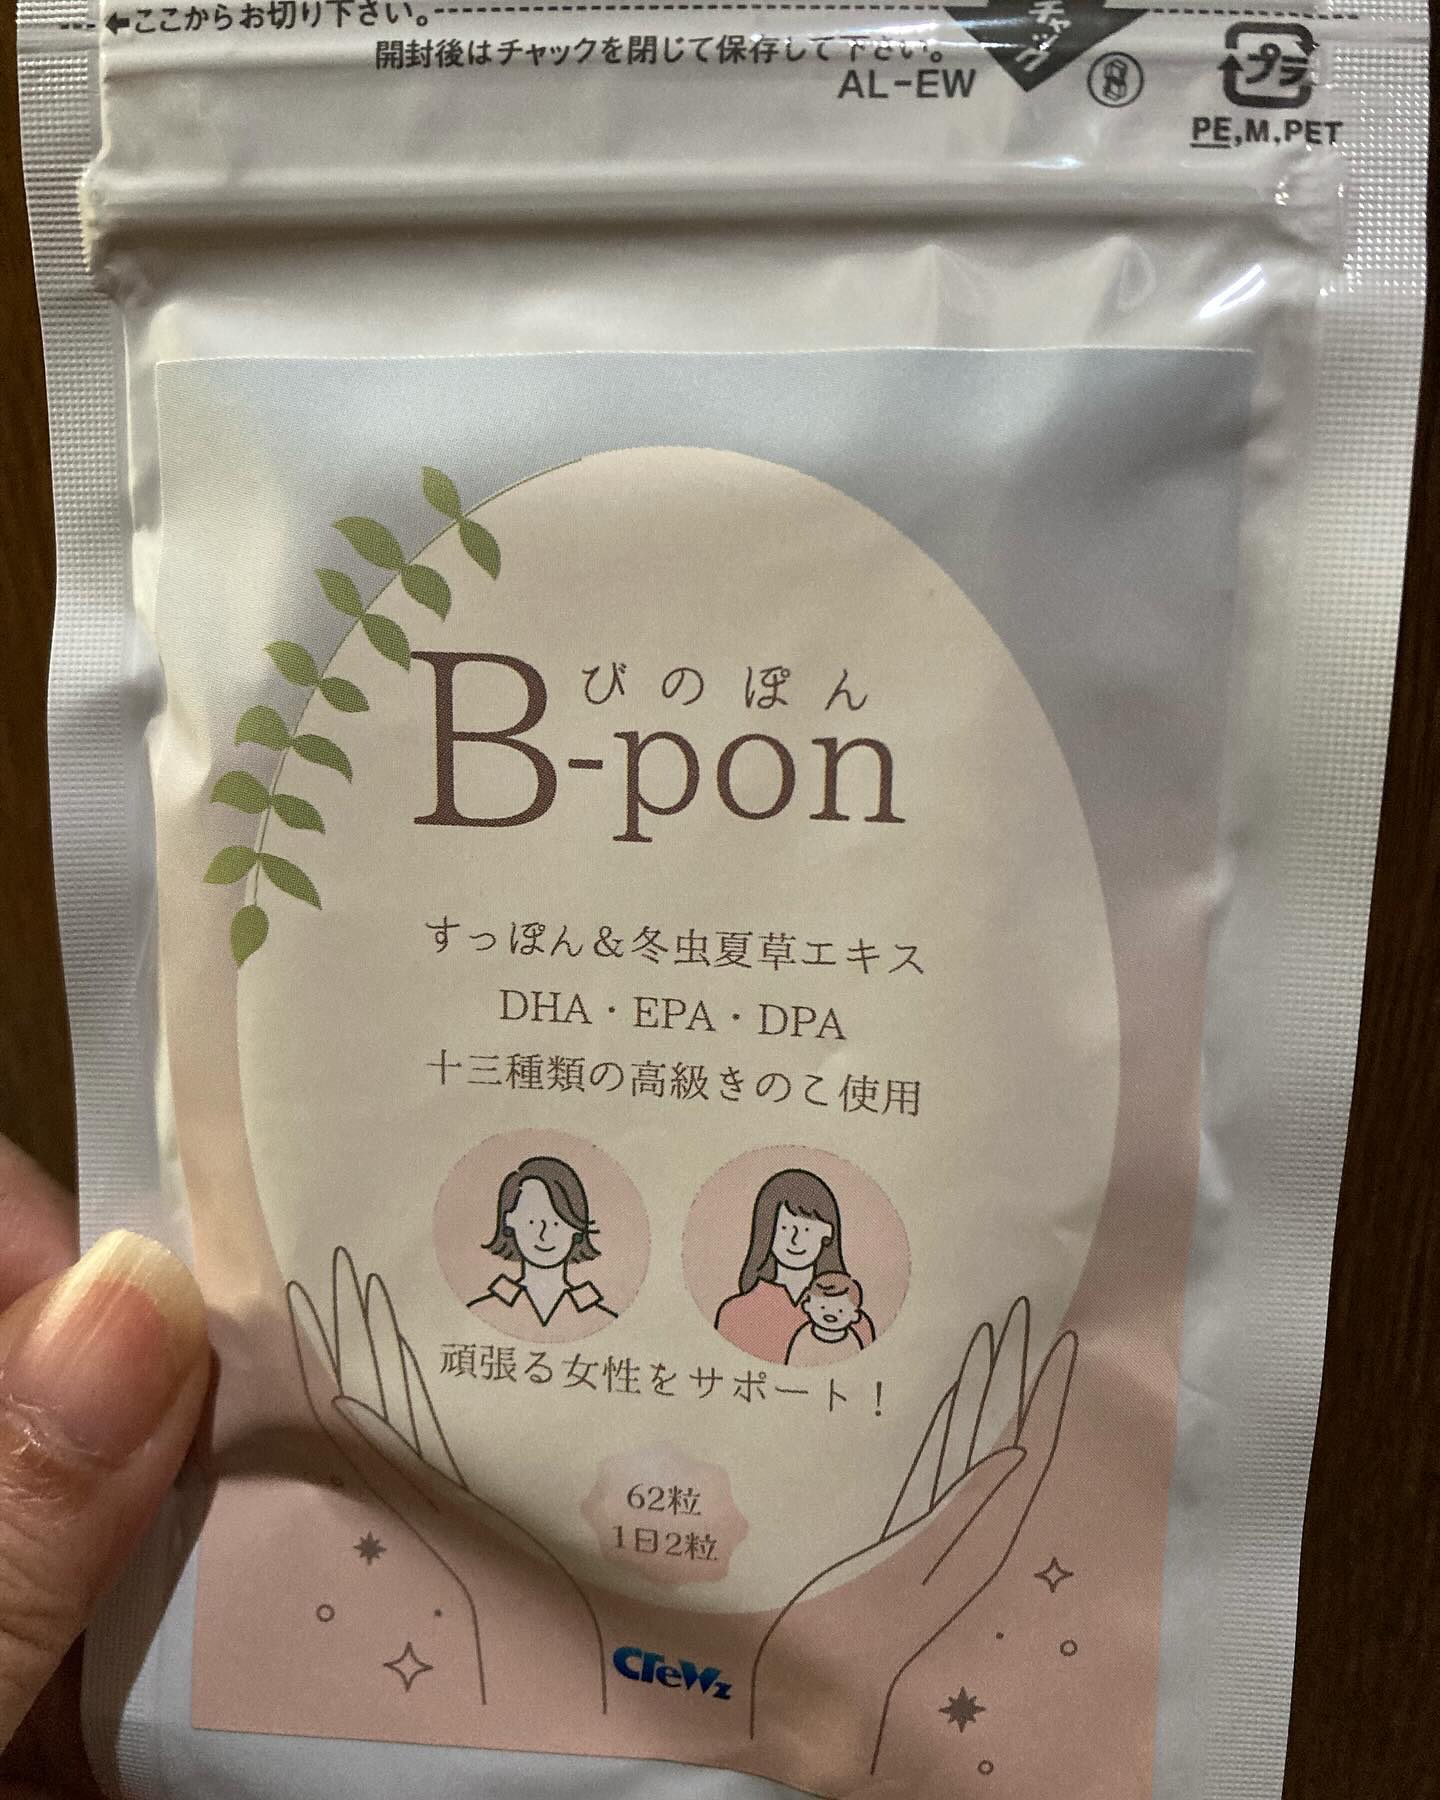 ←ここからお切り下さい。
チャック
開封後はチャックを閉じて保存して下さい。
AL-EW
プラ
PE,M,PET
びのぽん
B-pon
すっぽん&冬虫夏草エキス
DHA・EPA・DPA
十三種類の高級きのこ使用
頑張る女性をサポート!
62粒
1日2粒
CreWz